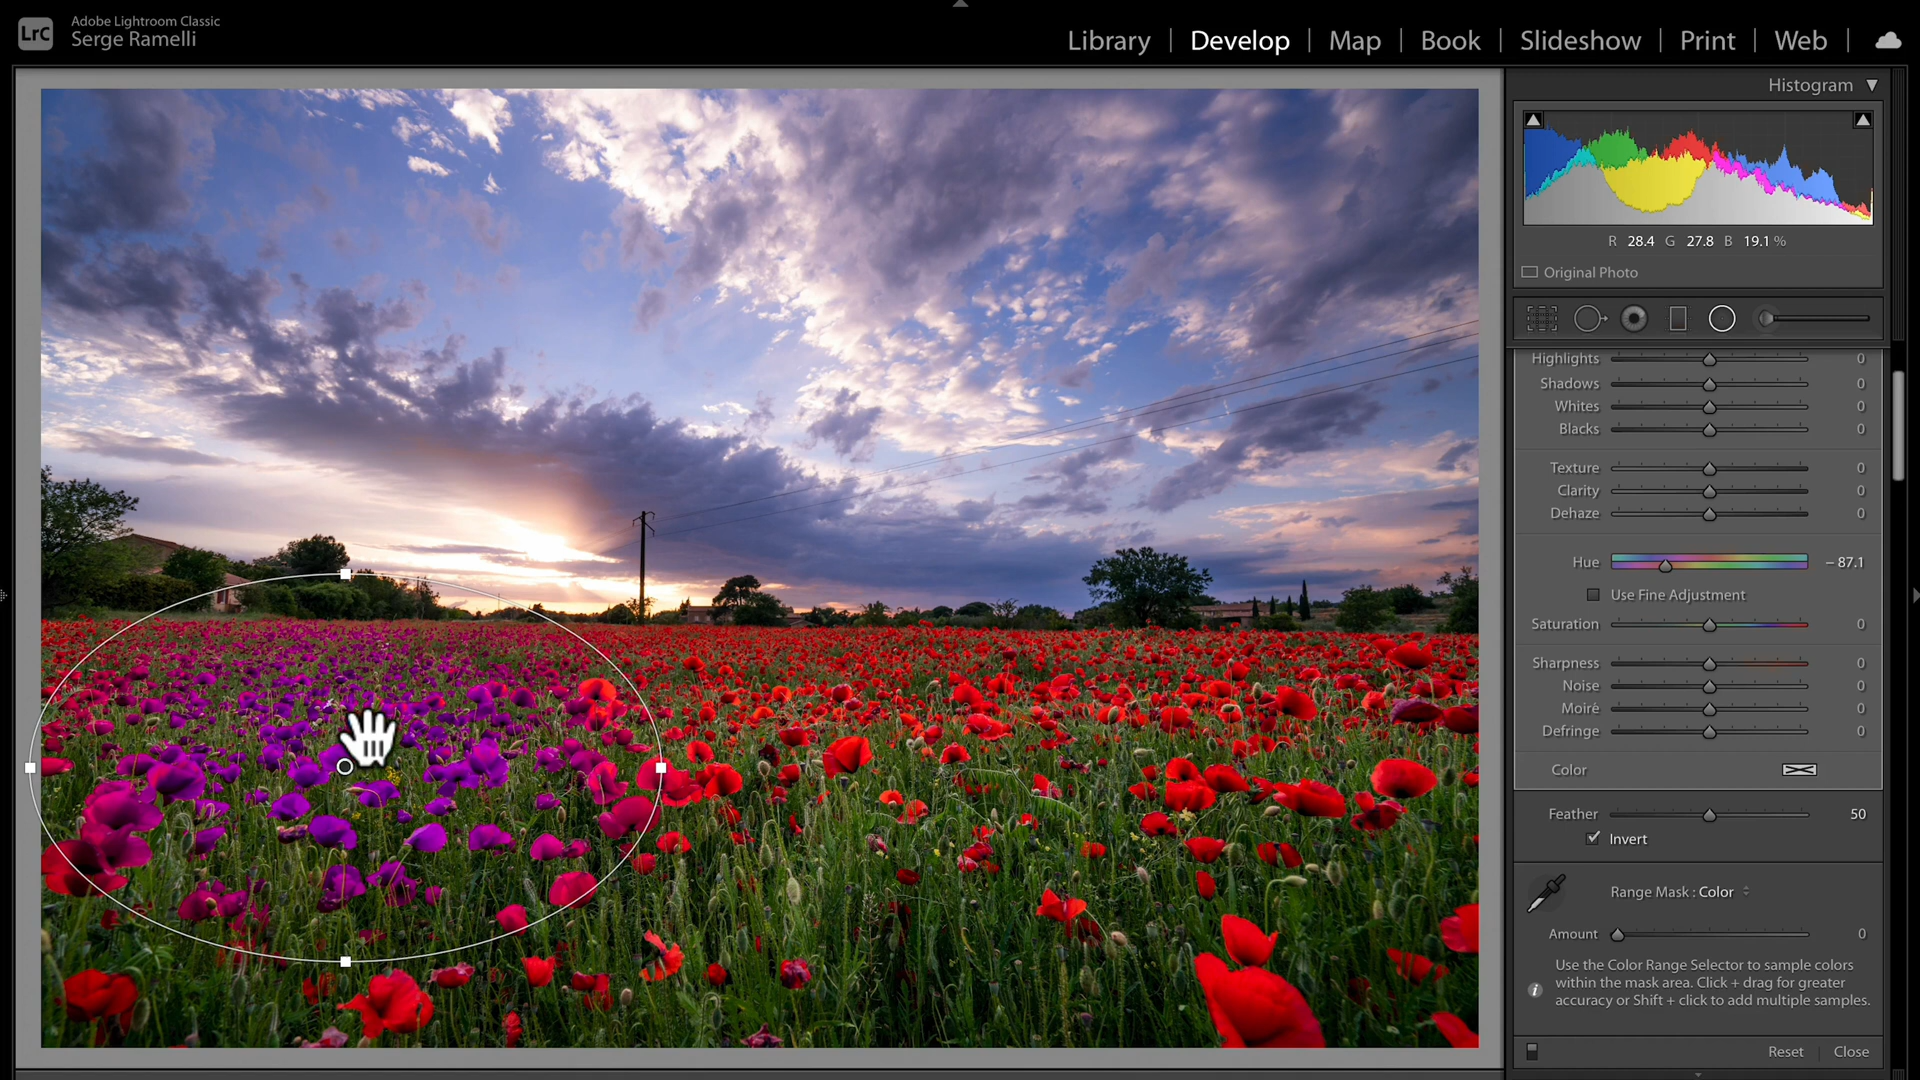 LrC
Adobe Lightroom Classic
Serge Ramelli
Library | Develop | Map | Book | Slideshow | Print | Web |
Histogram
R 28.4 G 27.8 B 19.1 %
Original Photo
Highlights 0
Shadows 0
Whites 0
Blacks 0
Texture 0
Clarity 0
Dehaze 0
Hue – 87.1
Use Fine Adjustment
Saturation 0
Sharpness 0
Noise 0
Moiré 0
Defringe 0
Color
Feather 50
Invert
Range Mask : Color
Amount 0
Use the Color Range Selector to sample colors
within the mask area. Click + drag for greater
accuracy or Shift + click to add multiple samples.
Reset Close